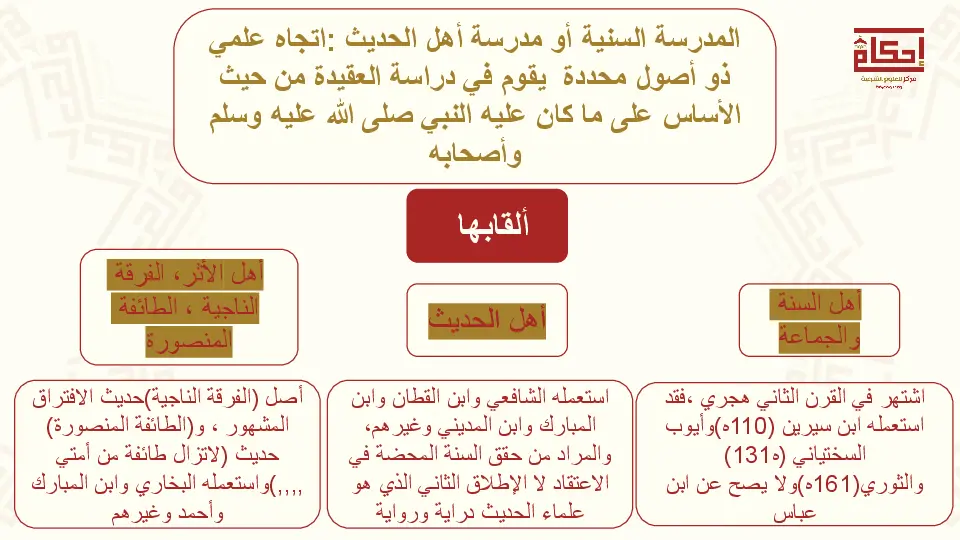 المدرسة السنية أو مدرسة أهل الحديث :اتجاه علمي
ذو أصول محددة يقوم في دراسة العقيدة من حيث
الأساس على ما كان عليه النبي صلى الله عليه وسلم
وأصحابه
إحكام
مركز للعلوم الشرعية
ألقابها
أهل السنة
والجماعة
أهل الحديث
أهل الأثر، الفرقة
الناجية ، الطائفة
المنصورة
اشتهر في القرن الثاني هجري ،فقد
استعمله ابن سيرين (110ه)وأيوب
السختياني (131ه)
والثوري(161ه)ولا يصح عن ابن
عباس
استعمله الشافعي وابن القطان وابن
المبارك وابن المديني وغيرهم،
والمراد من حقق السنة المحضة في
الاعتقاد لا الإطلاق الثاني الذي هو
علماء الحديث دراية ورواية
أصل (الفرقة الناجية)حديث الافتراق
المشهور ، و(الطائفة المنصورة)
حديث (لاتزال طائفة من أمتي
,,,,)واستعمله البخاري وابن المبارك
وأحمد وغيرهم